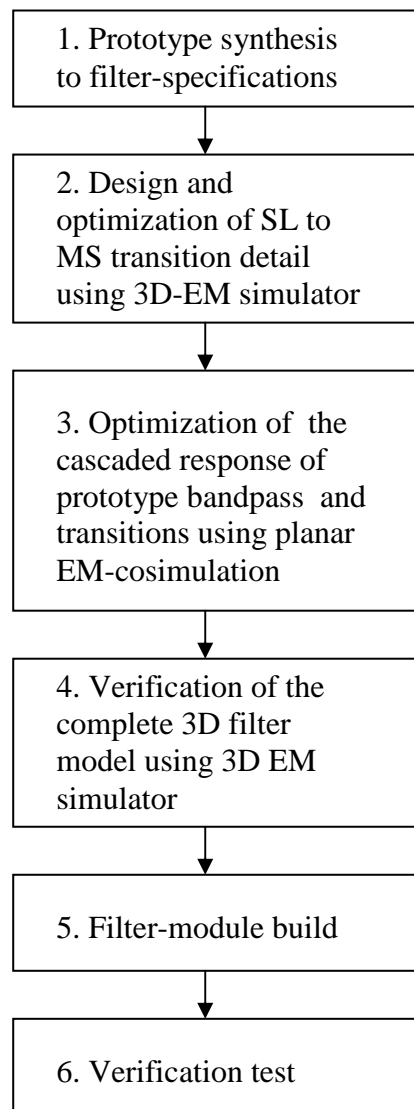 1. Prototype synthesis
to filter-specifications
2. Design and
optimization of SL to
MS transition detail
using 3D-EM simulator
3. Optimization of the
cascaded response of
prototype bandpass and
transitions using planar
EM-cosimulation
4. Verification of the
complete 3D filter
model using 3D EM
simulator
5. Filter-module build
6. Verification test